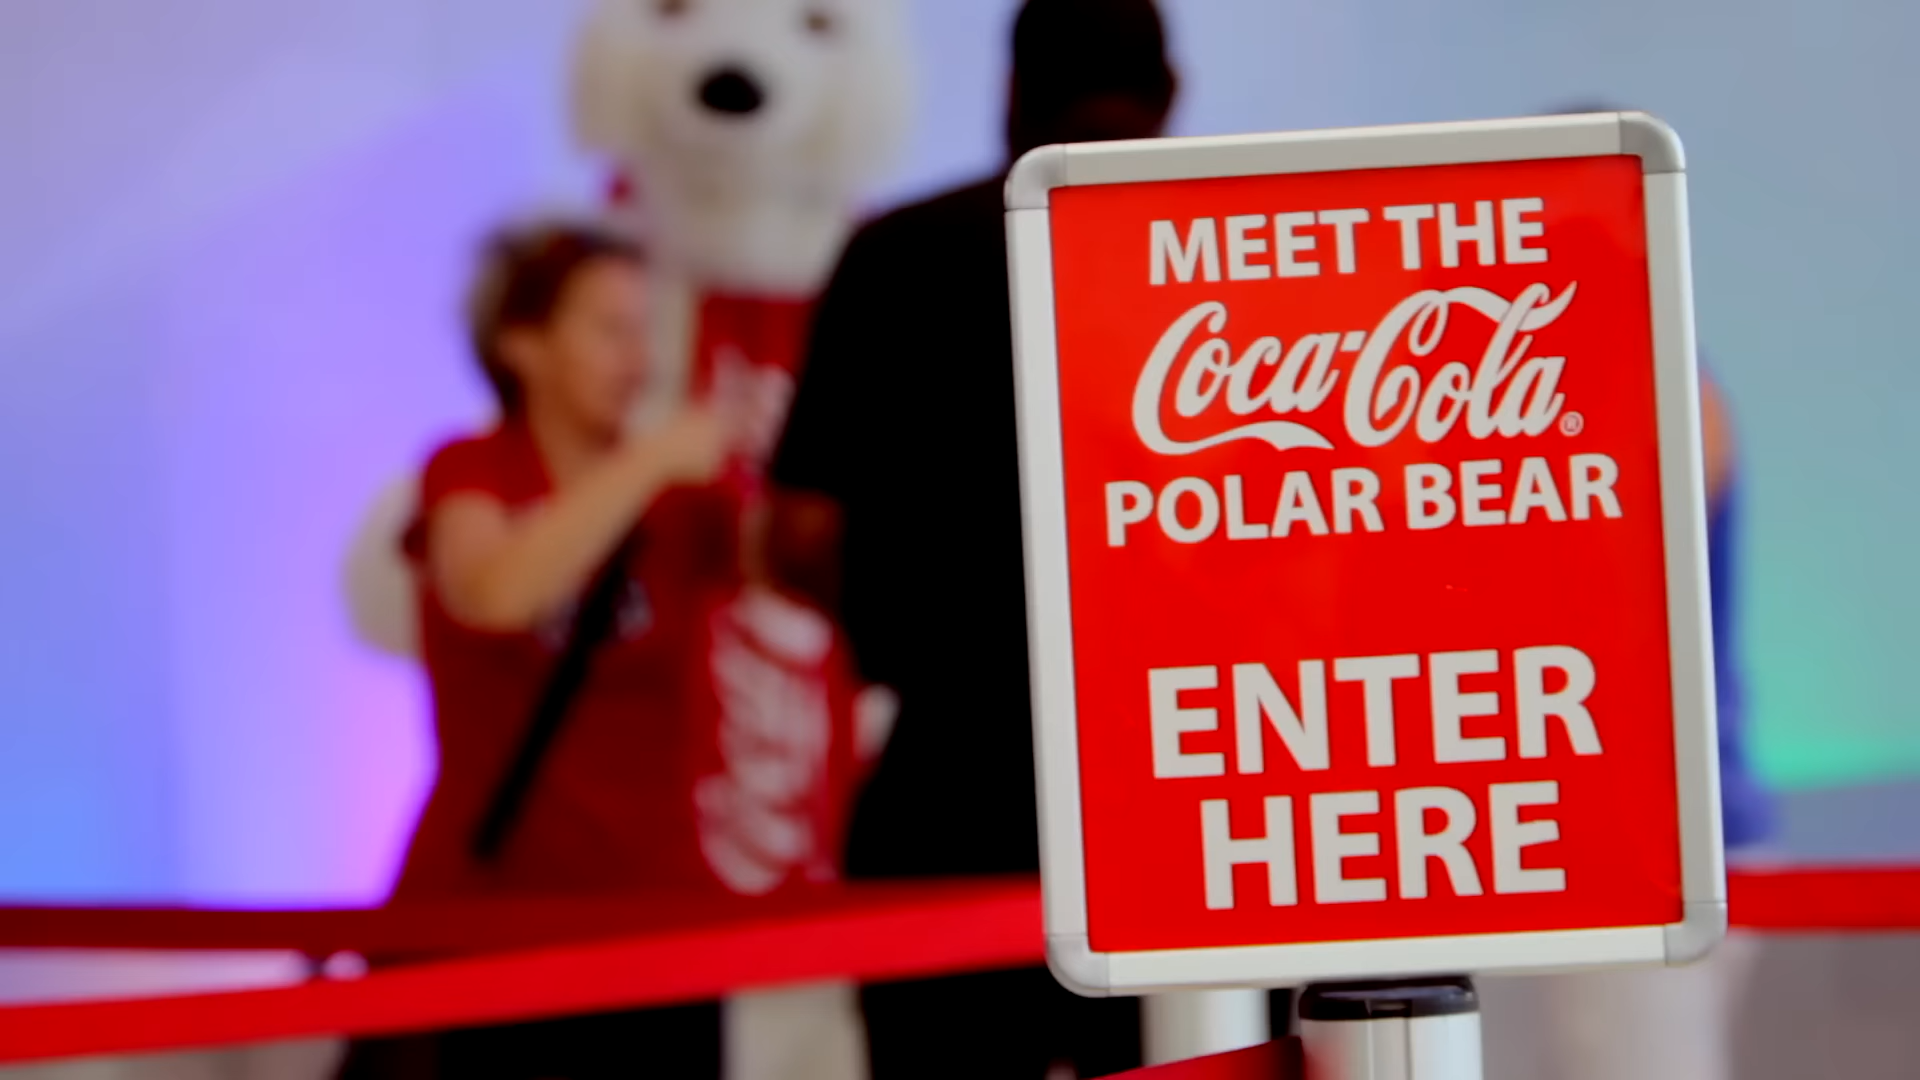 MEET THE
Coca-Cola®
POLAR BEAR
ENTER
HERE